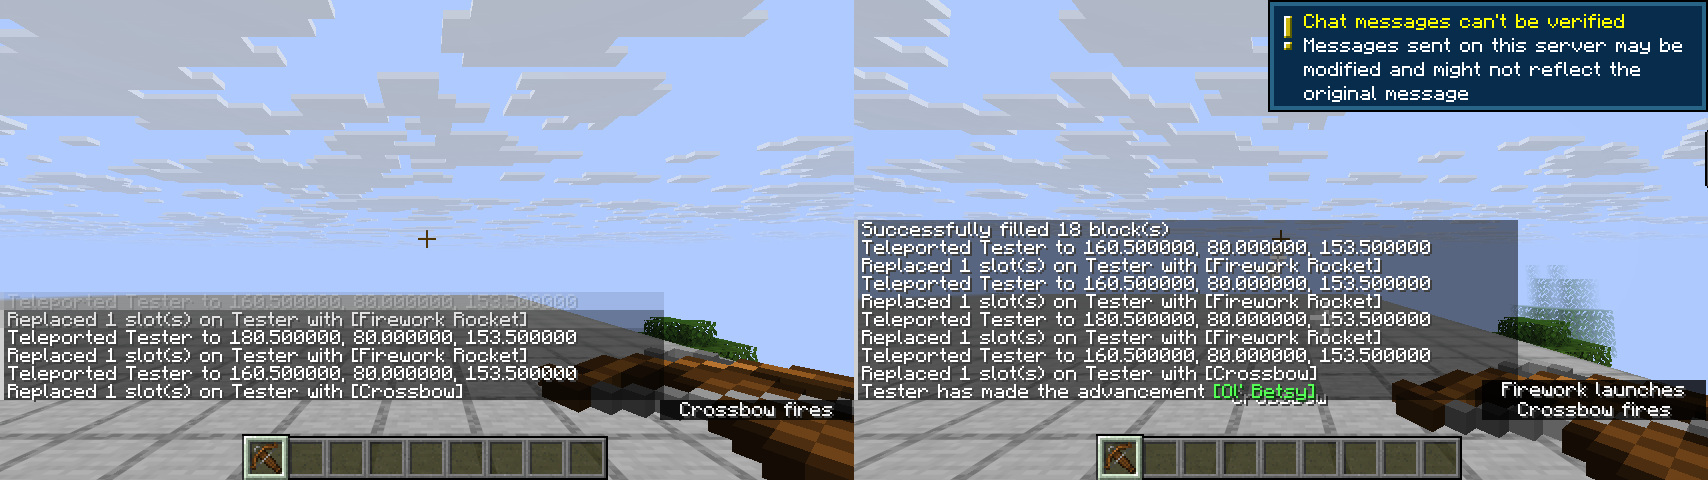 Teleported Tester to 160.500000, 80.000000, 153.500000
Replaced 1 slot(s) on Tester with [Firework Rocket]
Teleported Tester to 180.500000, 80.000000, 153.500000
Replaced 1 slot(s) on Tester with [Firework Rocket]
Teleported Tester to 160.500000, 80.000000, 153.500000
Replaced 1 slot(s) on Tester with [Crossbow]
Crossbow fires
Chat messages can't be verified
Messages sent on this server may be
modified and might not reflect the
original message
Successfully filled 18 block(s)
Teleported Tester to 160.500000, 80.000000, 153.500000
Replaced 1 slot(s) on Tester with [Firework Rocket]
Teleported Tester to 160.500000, 80.000000, 153.500000
Replaced 1 slot(s) on Tester with [Firework Rocket]
Teleported Tester to 180.500000, 80.000000, 153.500000
Replaced 1 slot(s) on Tester with [Firework Rocket]
Teleported Tester to 160.500000, 80.000000, 153.500000
Replaced 1 slot(s) on Tester with [Crossbow]
Tester has made the advancement [Ol' Betsy]
Crossbow
Firework launches
Crossbow fires